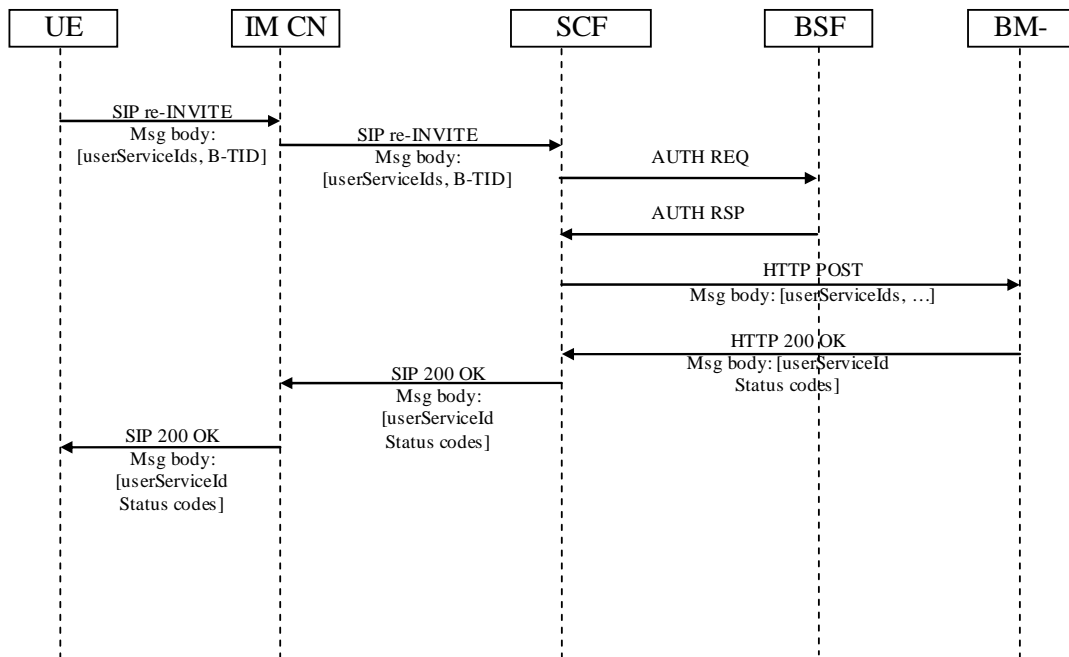 UE
IM CN
SCF
BSF
BM-
SIP re-INVITE
Msg body:
[userServiceIds, B-TID]
SIP re-INVITE
Msg body:
[userServiceIds, B-TID]
AUTH REQ
AUTH RSP
HTTP POST
Msg body: [userServiceIds, …]
HTTP 200 OK
Msg body: [userServiceId
Status codes]
SIP 200 OK
Msg body:
[userServiceId
Status codes]
SIP 200 OK
Msg body:
[userServiceId
Status codes]